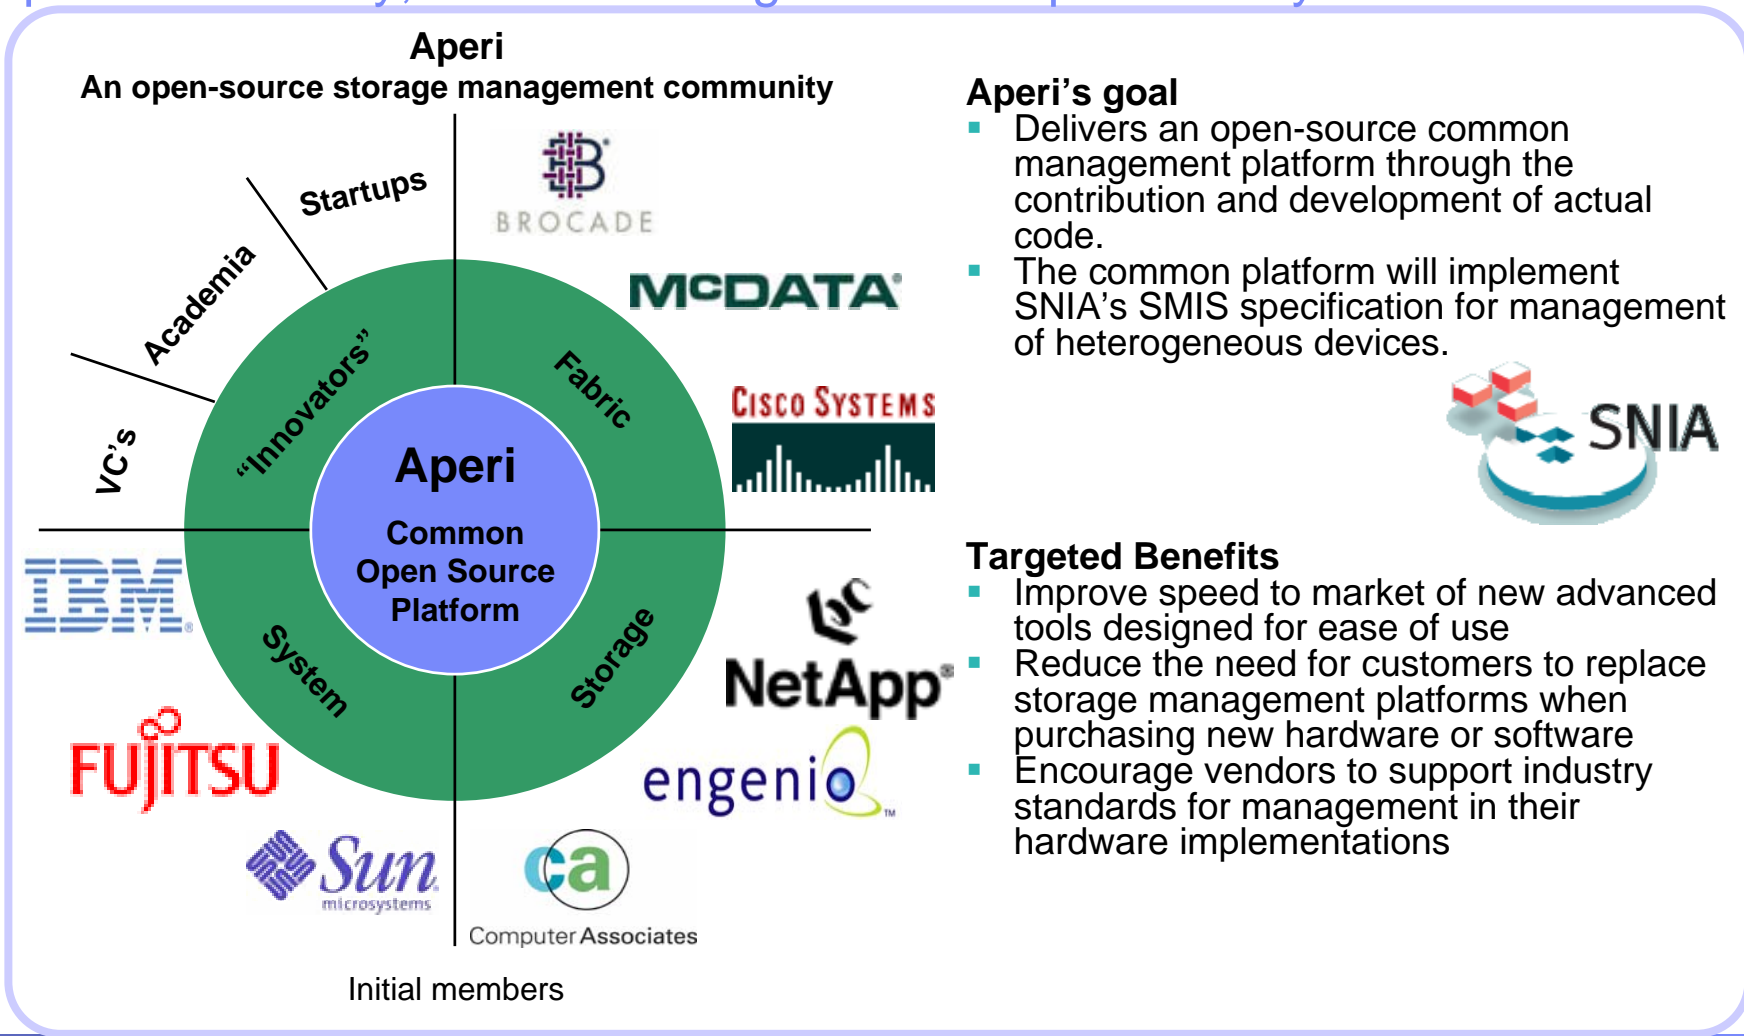 Aperi
An open-source storage management community
Startups
Academia
VC's
"Innovators"
Fabric
System
Storage
Aperi
Common
Open Source
Platform
BROCADE
McDATA
CISCO SYSTEMS
IBM
FUJITSU
Sun
microsystems
ca
Computer Associates
NetApp
engenio
Initial members
Aperi's goal
Delivers an open-source common
management platform through the
contribution and development of actual
code.
The common platform will implement
SNIA's SMIS specification for management
of heterogeneous devices.
SNIA
Targeted Benefits
Improve speed to market of new advanced
tools designed for ease of use
Reduce the need for customers to replace
storage management platforms when
purchasing new hardware or software
Encourage vendors to support industry
standards for management in their
hardware implementations